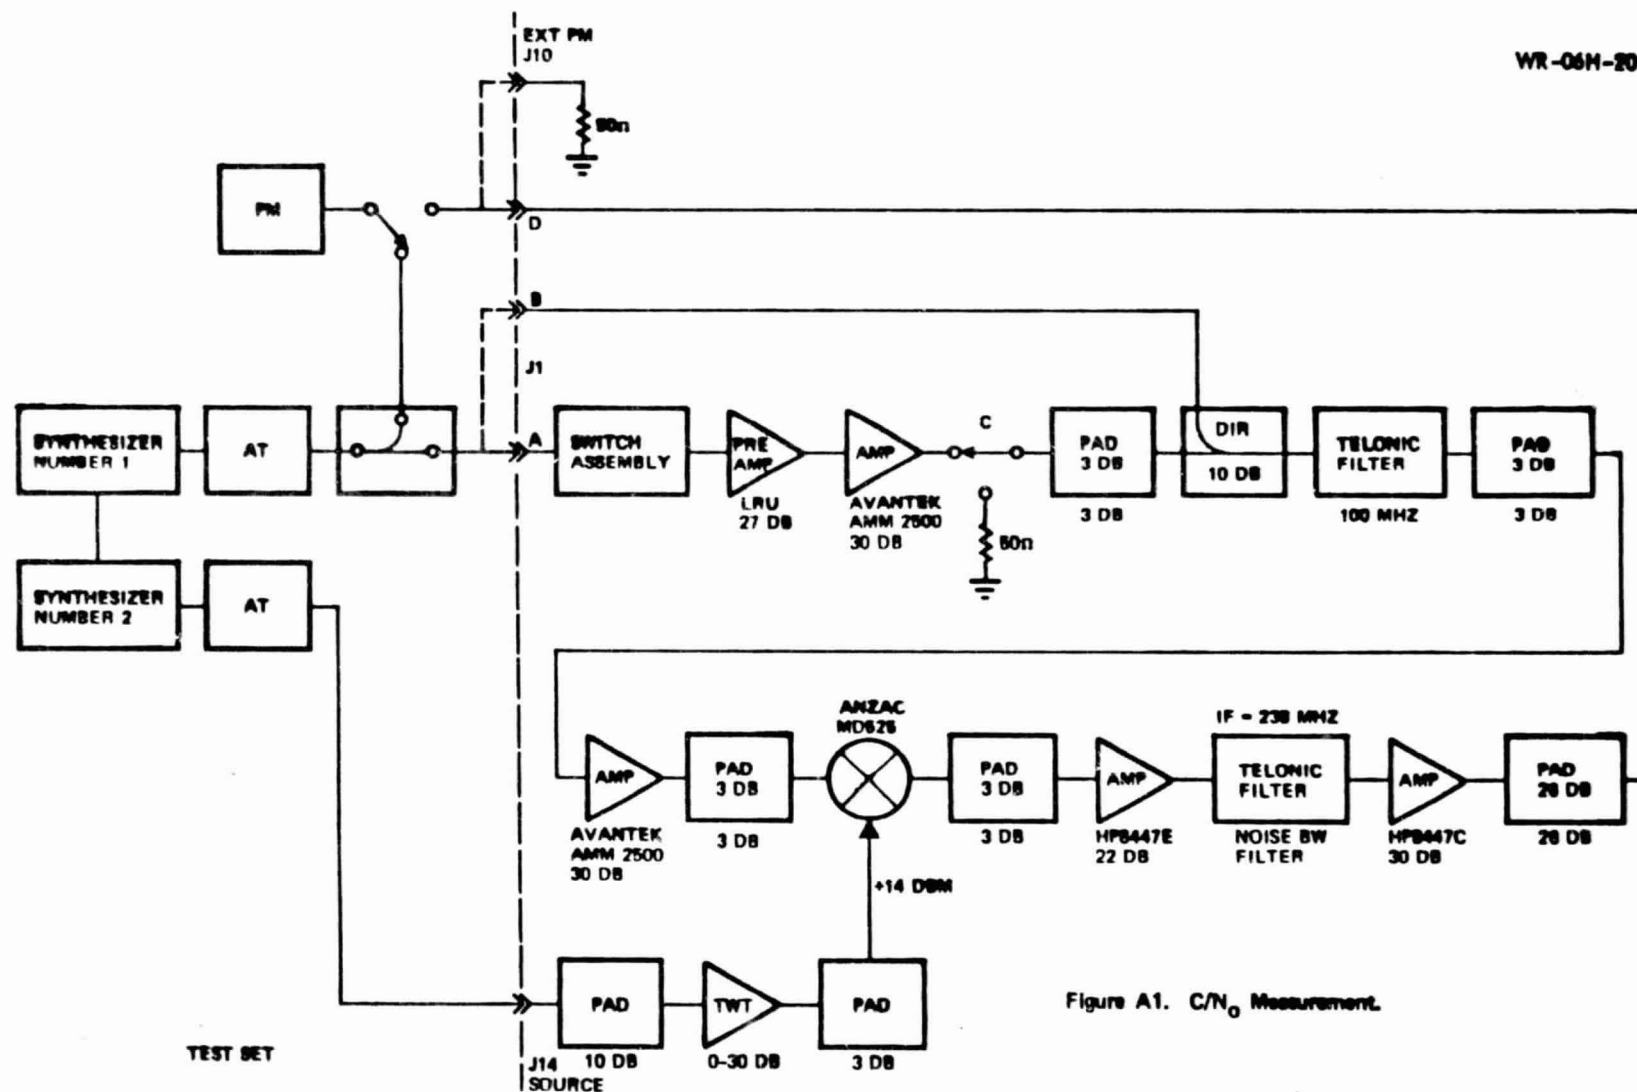 EXT PM
J10
WR-06H-20
50Ω
PM
D
B
J1
A
SYNTHESIZER
NUMBER 1
AT
SWITCH
ASSEMBLY
PRE
AMP
LRU
27 DB
AMP
AVANTEK
AMM 2500
30 DB
C
50Ω
PAD
3 DB
3 DB
DIR
10 DB
TELONIC
FILTER
100 MHZ
PAD
3 DB
3 DB
SYNTHESIZER
NUMBER 2
AT
AMP
AVANTEK
AMM 2500
30 DB
PAD
3 DB
3 DB
ANZAC
MD525
+14 DBM
PAD
3 DB
3 DB
AMP
HP8447E
22 DB
IF =
MHZ
TELONIC
FILTER
NOISE BW
FILTER
AMP
HP8447C
30 DB
PAD
DB
DB
TEST SET
J14
SOURCE
PAD
10 DB
TWT
0-30 DB
PAD
3 DB
Figure A1. C/No Measurement.